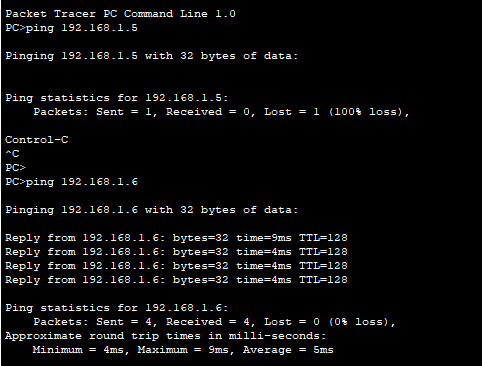 Packet Tracer PC Command Line 1.0
PC>ping 192.168.1.5
Pinging 192.168.1.5 with 32 bytes of data:
Ping statistics for 192.168.1.5:
Packets: Sent = 1, Received = 0, Lost = 1 (100% loss),
Control-C
^C
PC>
PC>ping 192.168.1.6
Pinging 192.168.1.6 with 32 bytes of data:
Reply from 192.168.1.6: bytes=32 time=9ms TTL=128
Reply from 192.168.1.6: bytes=32 time=4ms TTL=128
Reply from 192.168.1.6: bytes=32 time=4ms TTL=128
Reply from 192.168.1.6: bytes=32 time=4ms TTL=128
Ping statistics for 192.168.1.6:
Packets: Sent = 4, Received = 4, Lost = 0 (0% loss),
Approximate round trip times in milli-seconds:
Minimum = 4ms, Maximum = 9ms, Average = 5ms